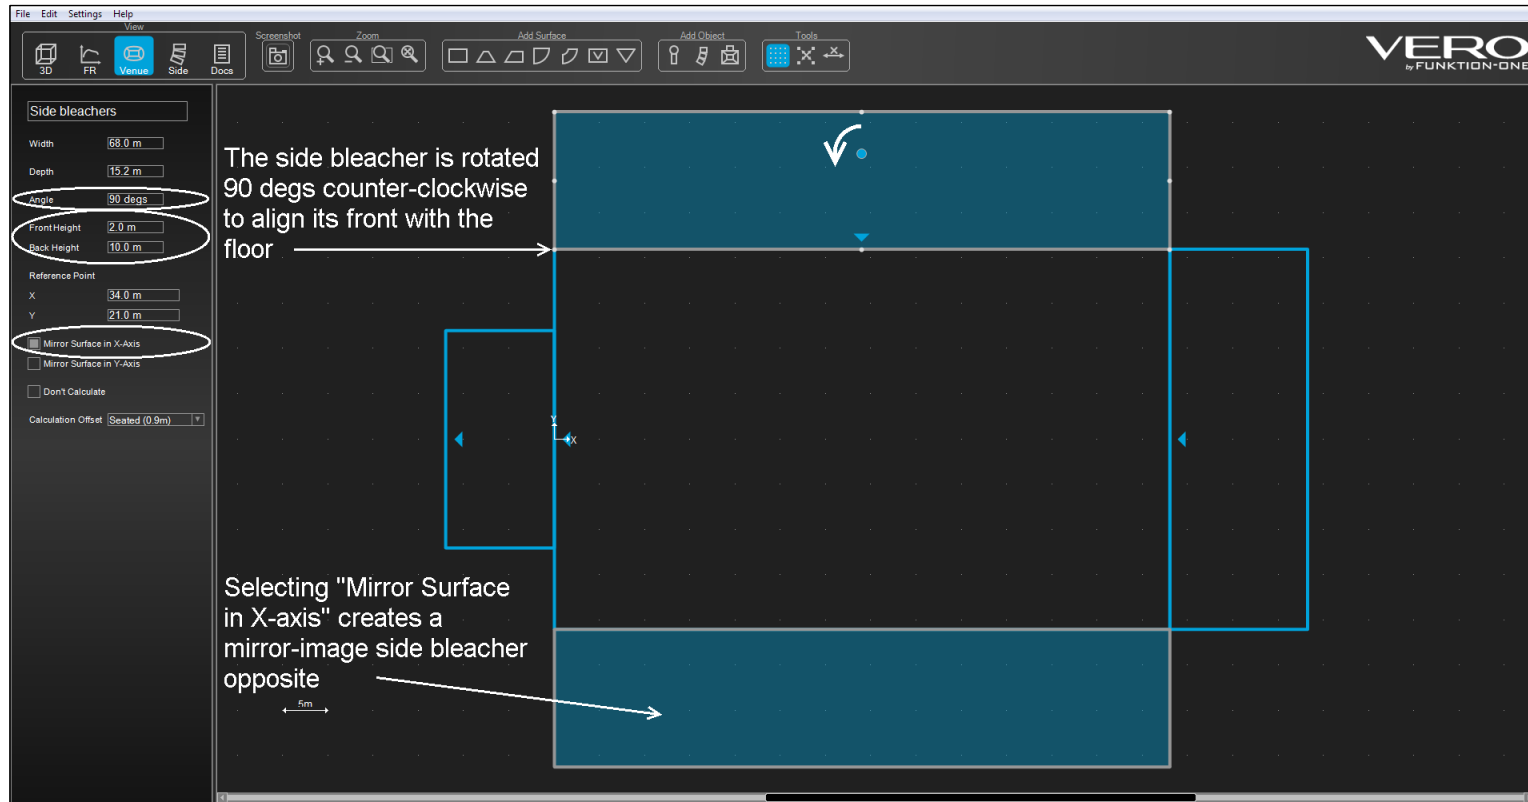 File Edit Settings Help
View
Screenshot
Zoom
Add Surface
Add Object
Tools
3D FR Venue Side Docs
VERO
by FUNKTION-ONE
Side bleachers
Width 68.0 m
Depth 15.2 m
Angle 90 degs
Front Height 2.0 m
Back Height 10.0 m
Reference Point
X 34.0 m
Y 21.0 m
Mirror Surface in X-Axis
Mirror Surface in Y-Axis
Don't Calculate
Calculation Offset Seated (0.9m)
The side bleacher is rotated
90 degs counter-clockwise
to align its front with the
floor
Y
X
Selecting "Mirror Surface
in X-axis" creates a
mirror-image side bleacher
opposite
5m